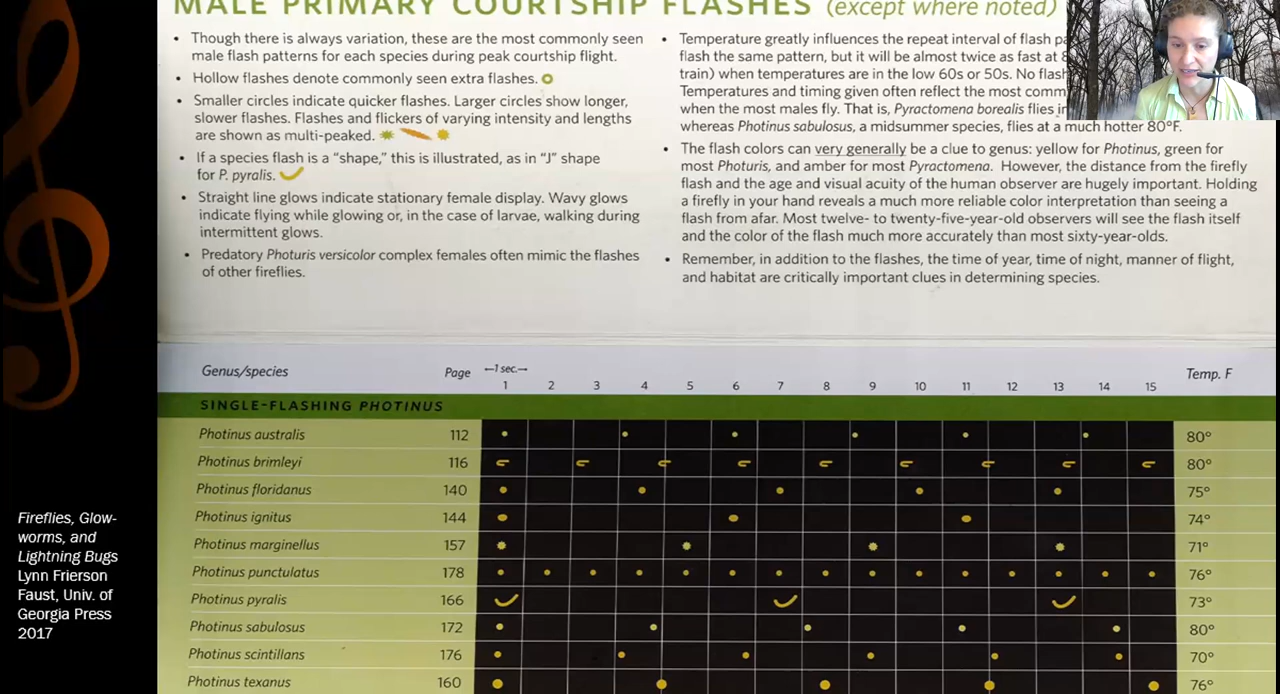 MALE PRIMARY COURTSHIP FLASHES (except where noted)
• Though there is always variation, these are the most commonly seen
male flash patterns for each species during peak courtship flight.
• Hollow flashes denote commonly seen extra flashes.
• Smaller circles indicate quicker flashes. Larger circles show longer,
slower flashes. Flashes and flickers of varying intensity and lengths
are shown as multi-peaked.
• If a species flash is a “shape,” this is illustrated, as in “J” shape
for P. pyralis.
• Straight line glows indicate stationary female display. Wavy glows
indicate flying while glowing or, in the case of larvae, walking during
intermittent glows.
• Predatory Photuris versicolor complex females often mimic the flashes
of other fireflies.
• Temperature greatly influences the repeat interval of flash
flash the same pattern, but it will be almost twice as fast at
train) when temperatures are in the low 60s or 50s. No flash
Temperatures and timing given often reflect the most
when the most males fly. That is, Pyractomena borealis flies
whereas Photinus sabulosus, a midsummer species, flies at a much hotter 80°F.
• The flash colors can very generally be a clue to genus: yellow for Photinus, green for
most Photuris, and amber for most Pyractomena. However, the distance from the firefly
flash and the age and visual acuity of the human observer are hugely important. Holding
a firefly in your hand reveals a much more reliable color interpretation than seeing a
flash from afar. Most twelve- to twenty-five-year-old observers will see the flash itself
and the color of the flash much more accurately than most sixty-year-olds.
• Remember, in addition to the flashes, the time of year, time of night, manner of flight,
and habitat are critically important clues in determining species.
Genus/species Page ←1 sec.→ Temp. F
1 2 3 4 5 6 7 8 9 10 11 12 13 14 15
SINGLE-FLASHING PHOTINUS
Photinus australis 112 80°
Photinus brimleyi 116 80°
Photinus floridanus 140 75°
Photinus ignitus 144 74°
Photinus marginellus 157 71°
Photinus punctulatus 178 76°
Photinus pyralis 166 73°
Photinus sabulosus 172 80°
Photinus scintillans 176 70°
Photinus texanus 160 76°
Fireflies, Glow-
worms, and
Lightning Bugs
Lynn Frierson
Faust, Univ. of
Georgia Press
2017